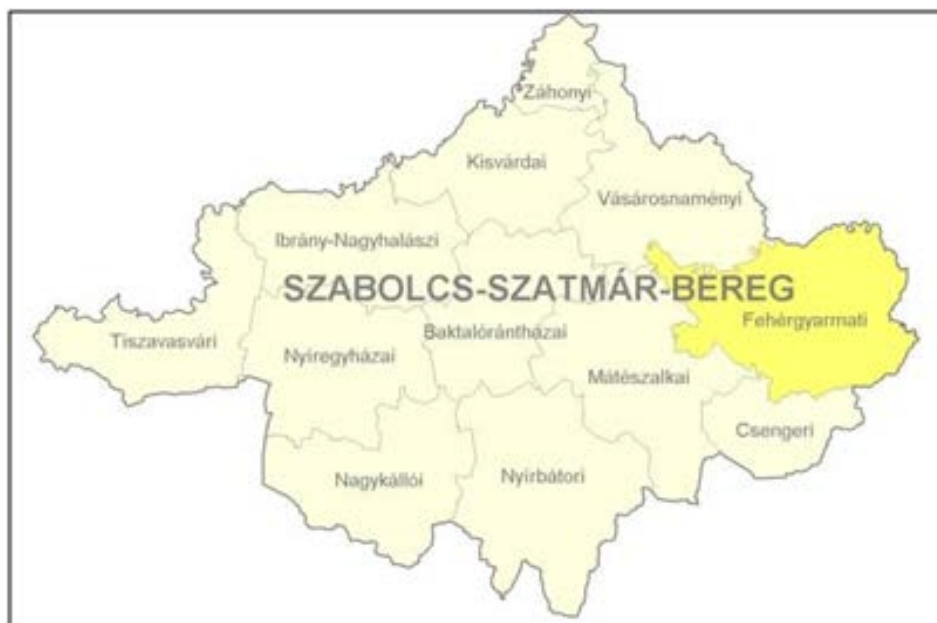 Záhonyi
Kisvárdai
Vásárosnaményi
Ibrány-Nagyhalászi
SZABOLCS-SZATMÁR-BEREG
Fehérgyarmati
Tiszavasvári
Baktalórántházai
Nyíregyházai
Mátészalkai
Csengeri
Nagykállói
Nyírbátori